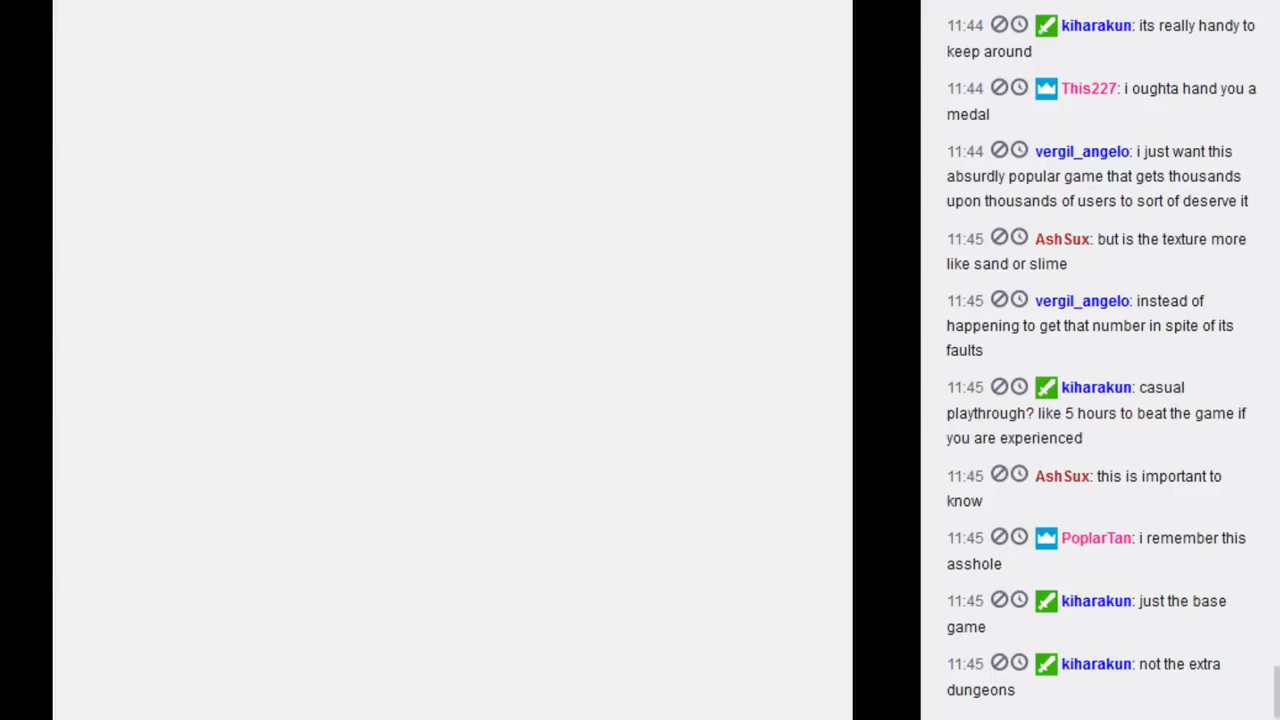 11:44 kiharakun: its really handy to
keep around
11:44 This227: i oughta hand you a
medal
11:44 vergil_angelo: i just want this
absurdly popular game that gets thousands
upon thousands of users to sort of deserve it
11:45 AshSux: but is the texture more
like sand or slime
11:45 vergil_angelo: instead of
happening to get that number in spite of its
faults
11:45 kiharakun: casual
playthrough? like 5 hours to beat the game if
you are experienced
11:45 AshSux: this is important to
know
11:45 PoplarTan: i remember this
asshole
11:45 kiharakun: just the base
game
11:45 kiharakun: not the extra
dungeons